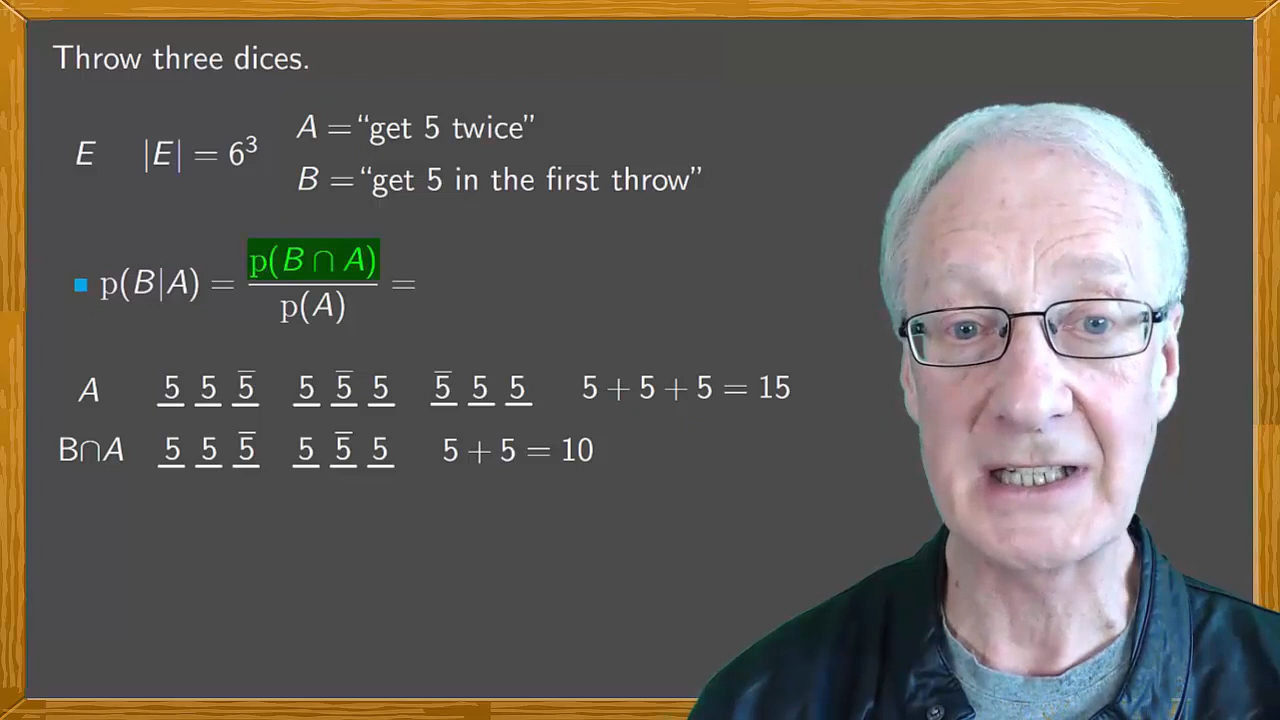 Throw three dices.
E |E| = 6³
A = “get 5 twice”
B = “get 5 in the first throw”
p(B|A) = p(B ∩ A) / p(A) =
A 5 5 5̅ 5 5̅ 5 5̅ 5 5 5 + 5 + 5 = 15
B∩A 5 5 5̅ 5 5̅ 5 5 + 5 = 10